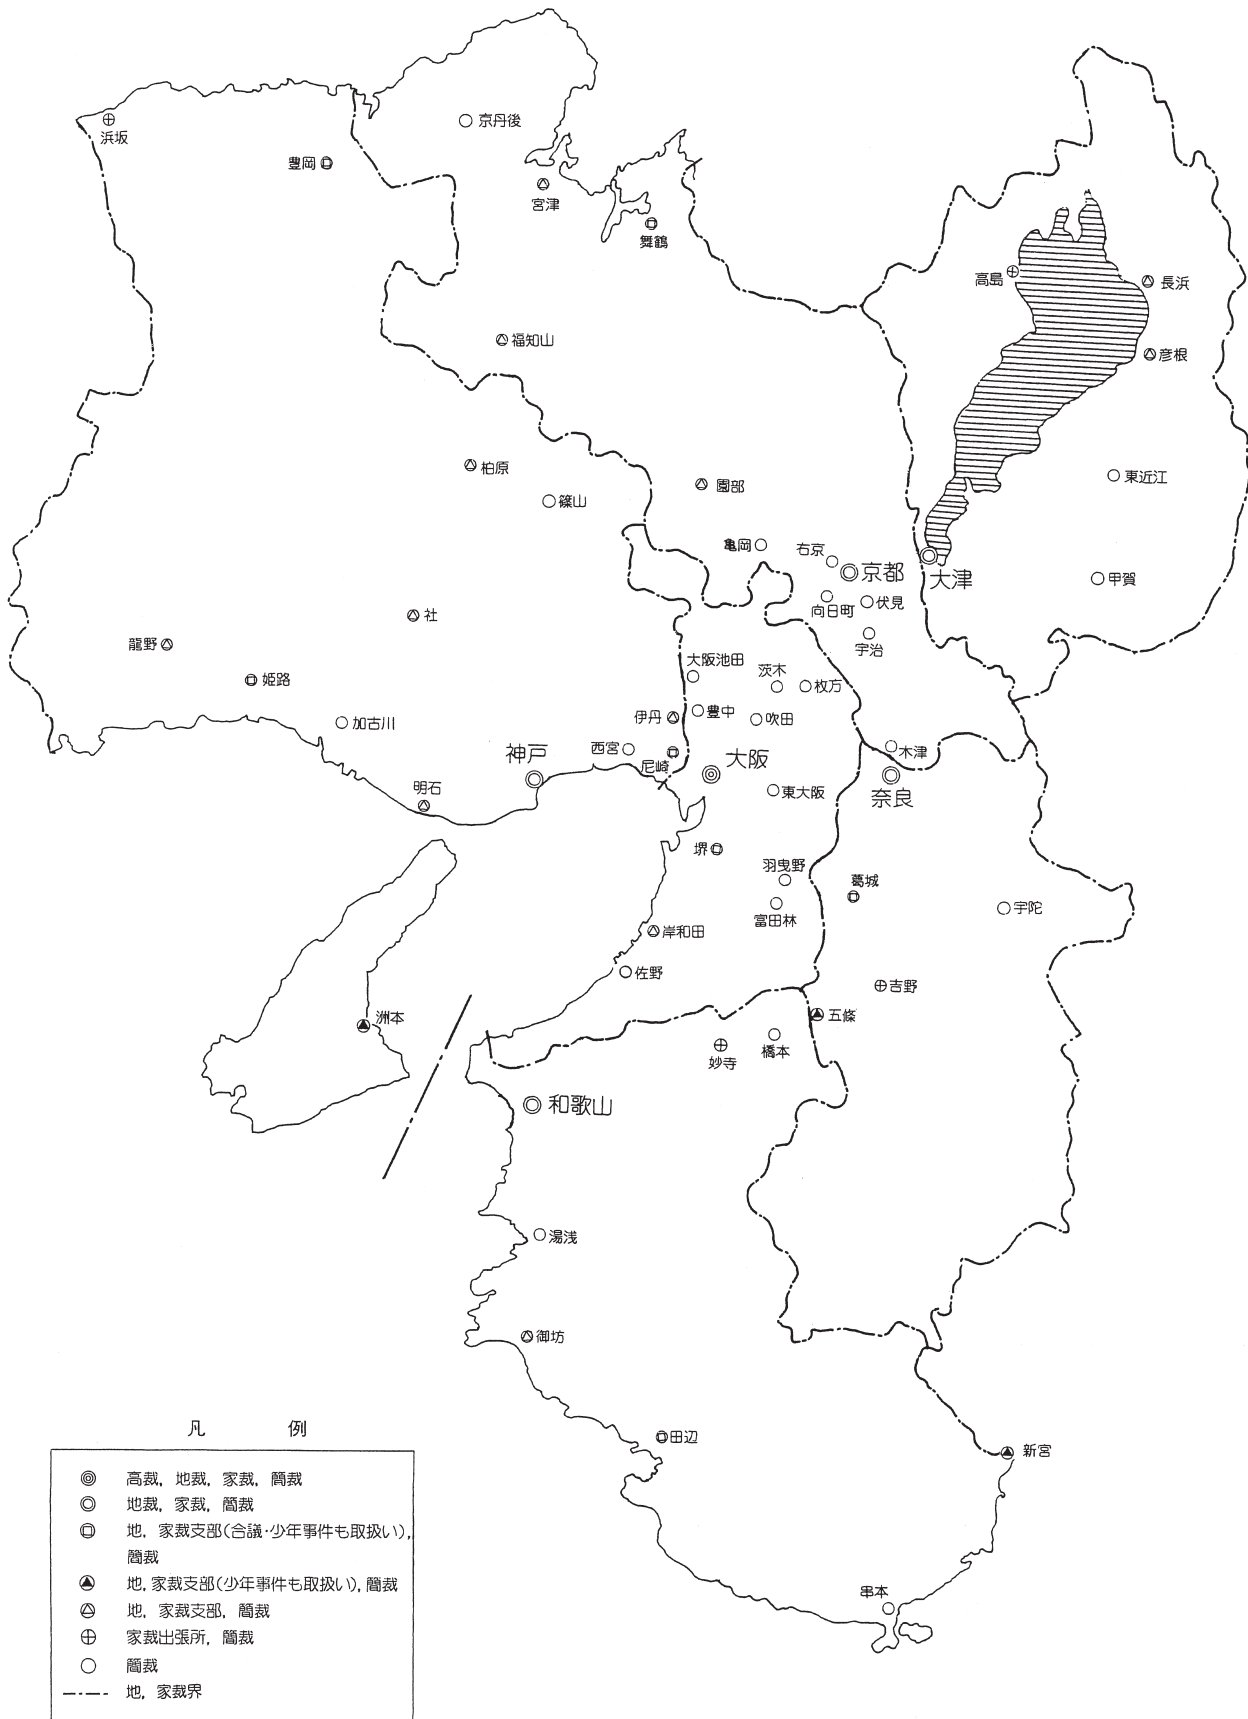 京丹後
浜坂
豊岡
宮津
舞鶴
高島
長浜
福知山
彦根
柏原
東近江
園部
篠山
亀岡
右京
京都
大津
甲賀
向日町
伏見
社
宇治
龍野
大阪池田
茨木
枚方
姫路
豊中
吹田
伊丹
加古川
西宮
尼崎
木津
神戸
大阪
明石
東大阪
奈良
堺
羽曳野
葛城
富田林
宇陀
岸和田
佐野
吉野
洲本
五條
橋本
妙寺
和歌山
湯浅
御坊
田辺
新宮
串本
凡 例
高裁，地裁，家裁，簡裁
地裁，家裁，簡裁
地，家裁支部(合議・少年事件も取扱い)，
簡裁
地，家裁支部(少年事件も取扱い)，簡裁
地，家裁支部，簡裁
家裁出張所，簡裁
簡裁
地，家裁界